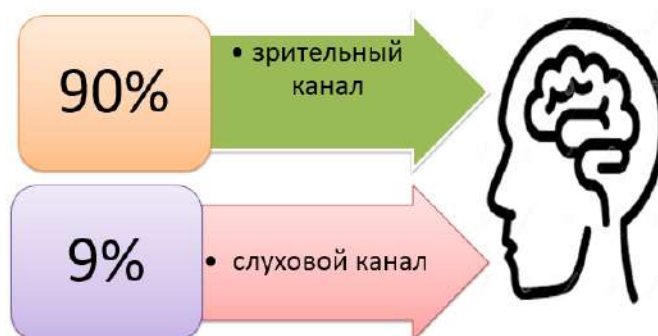 90%
• зрительный
канал
9%
• слуховой канал